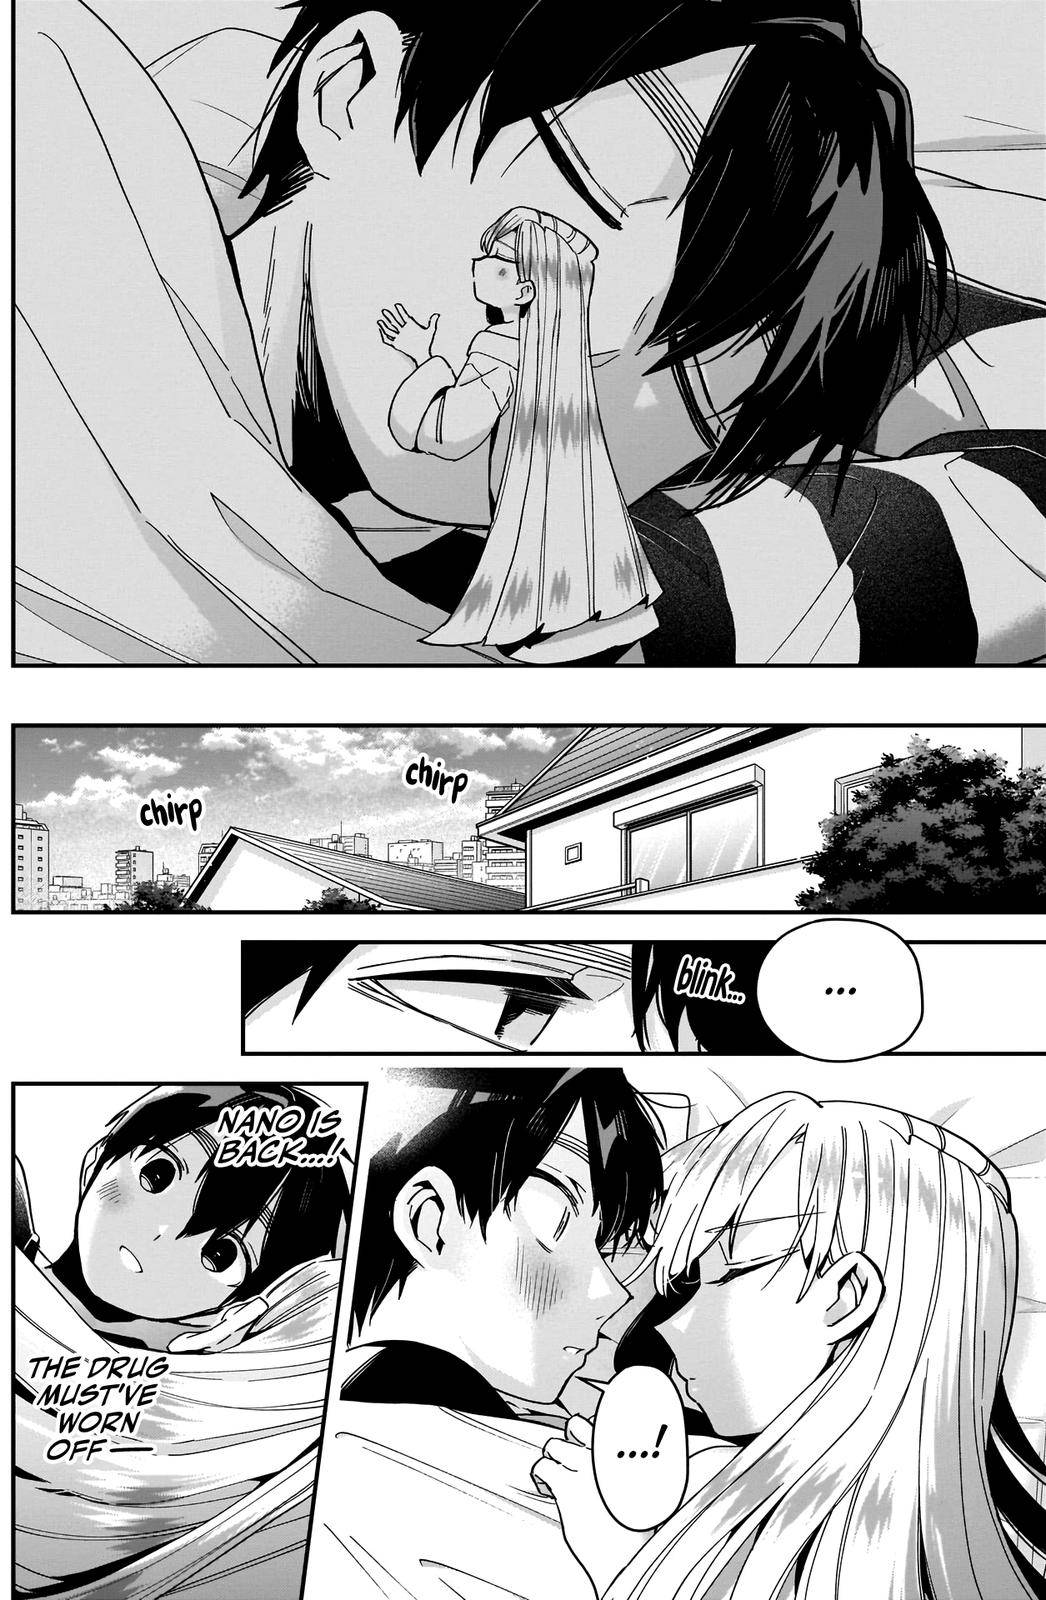 chirp
chirp
...
blink...
...!
NANO IS
BACK...!
THE DRUG
MUST'VE
WORN
OFF—